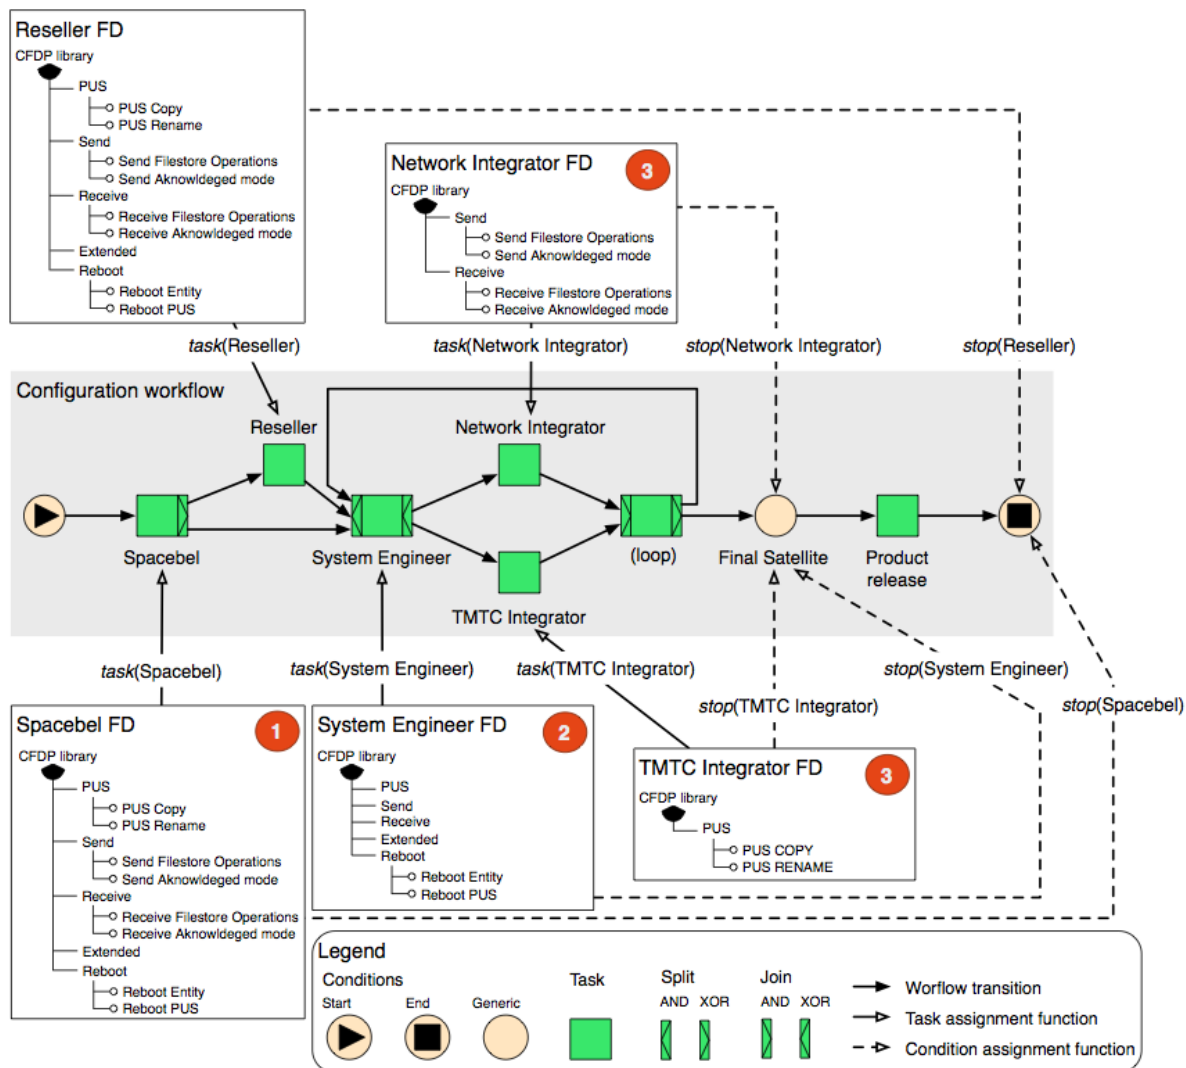 Reseller FD
CFDP library
PUS
PUS Copy
PUS Rename
Send
Send Filestore Operations
Send Aknowldeged mode
Receive
Receive Filestore Operations
Receive Aknowldeged mode
Extended
Reboot
Reboot Entity
Reboot PUS
Network Integrator FD
3
CFDP library
Send
Send Filestore Operations
Send Aknowldeged mode
Receive
Receive Filestore Operations
Receive Aknowldeged mode
task(Reseller)
task(Network Integrator)
stop(Network Integrator)
stop(Reseller)
Configuration workflow
Reseller
Network Integrator
Spacebel
System Engineer
(loop)
Final Satellite
Product
release
TMTC Integrator
task(Spacebel)
task(System Engineer)
task(TMTC Integrator)
stop(System Engineer)
stop(TMTC Integrator)
stop(Spacebel)
Spacebel FD
1
CFDP library
PUS
PUS Copy
PUS Rename
Send
Send Filestore Operations
Send Aknowldeged mode
Receive
Receive Filestore Operations
Receive Aknowldeged mode
Extended
Reboot
Reboot Entity
Reboot PUS
System Engineer FD
2
CFDP library
PUS
Send
Receive
Extended
Reboot
Reboot Entity
Reboot PUS
TMTC Integrator FD
3
CFDP library
PUS
PUS COPY
PUS RENAME
Legend
Conditions
Start
End
Generic
Task
Split
AND XOR
Join
AND XOR
Worflow transition
Task assignment function
Condition assignment function